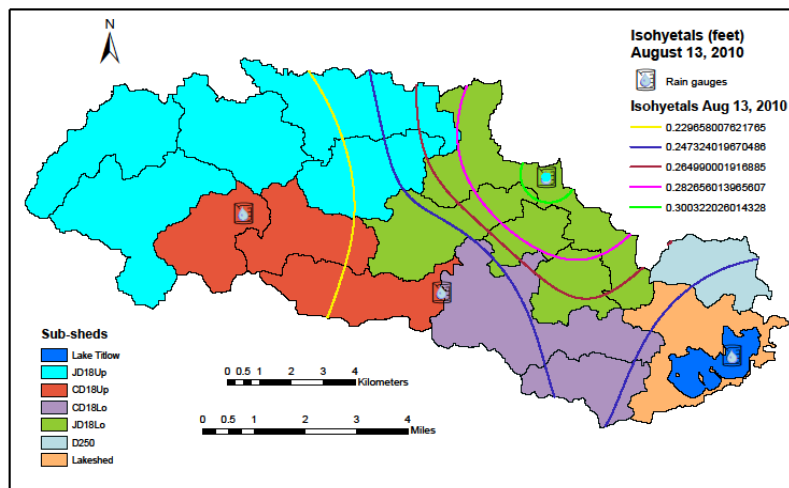 N
Isohyetals (feet)
August 13, 2010
Rain gauges
Isohyetals Aug 13, 2010
0.229658007621765
0.247324019670486
0.264990001916885
0.282656013965607
0.300322026014328
Sub-sheds
Lake Titlow
JD18Up
CD18Up
CD18Lo
JD18Lo
D250
Lakeshed
0 0.5 1 2 3 4
Kilometers
0 0.5 1 2 3 4
Miles